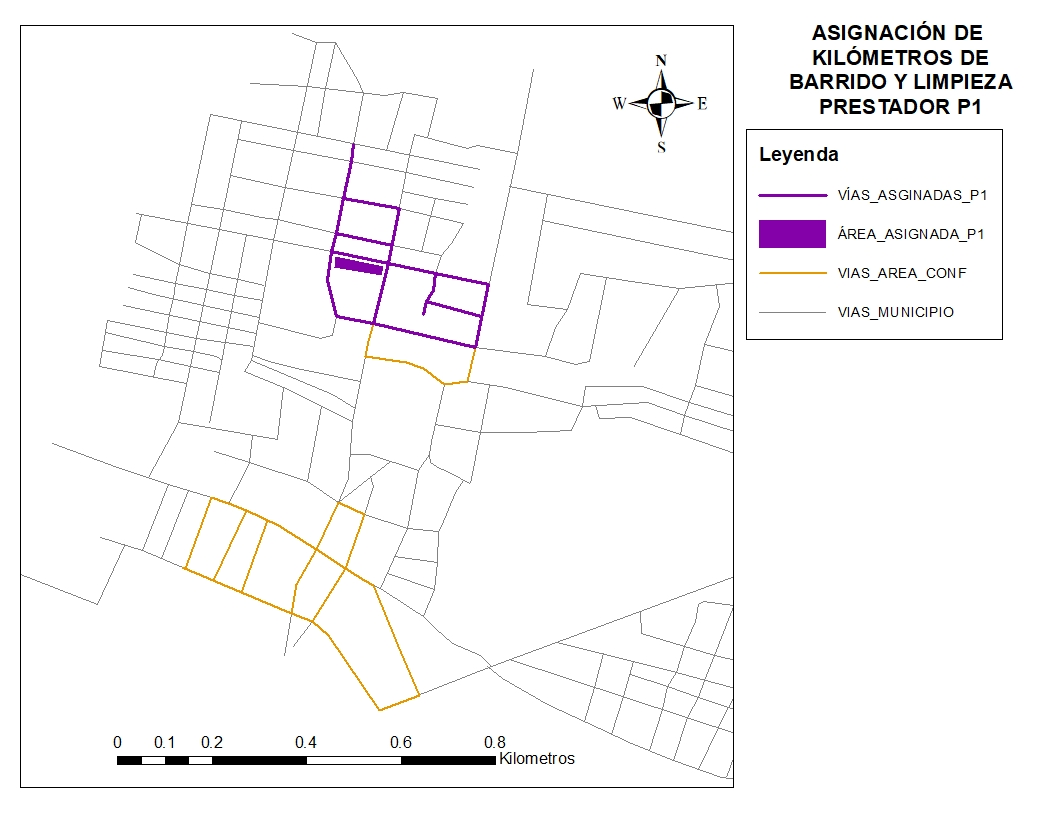 ASIGNACIÓN DE
KILÓMETROS DE
BARRIDO Y LIMPIEZA
PRESTADOR P1
N
W E
S
Leyenda
VÍAS_ASGINADAS_P1
ÁREA_ASIGNADA_P1
VIAS_AREA_CONF
VIAS_MUNICIPIO
0 0.1 0.2 0.4 0.6 0.8
Kilometros